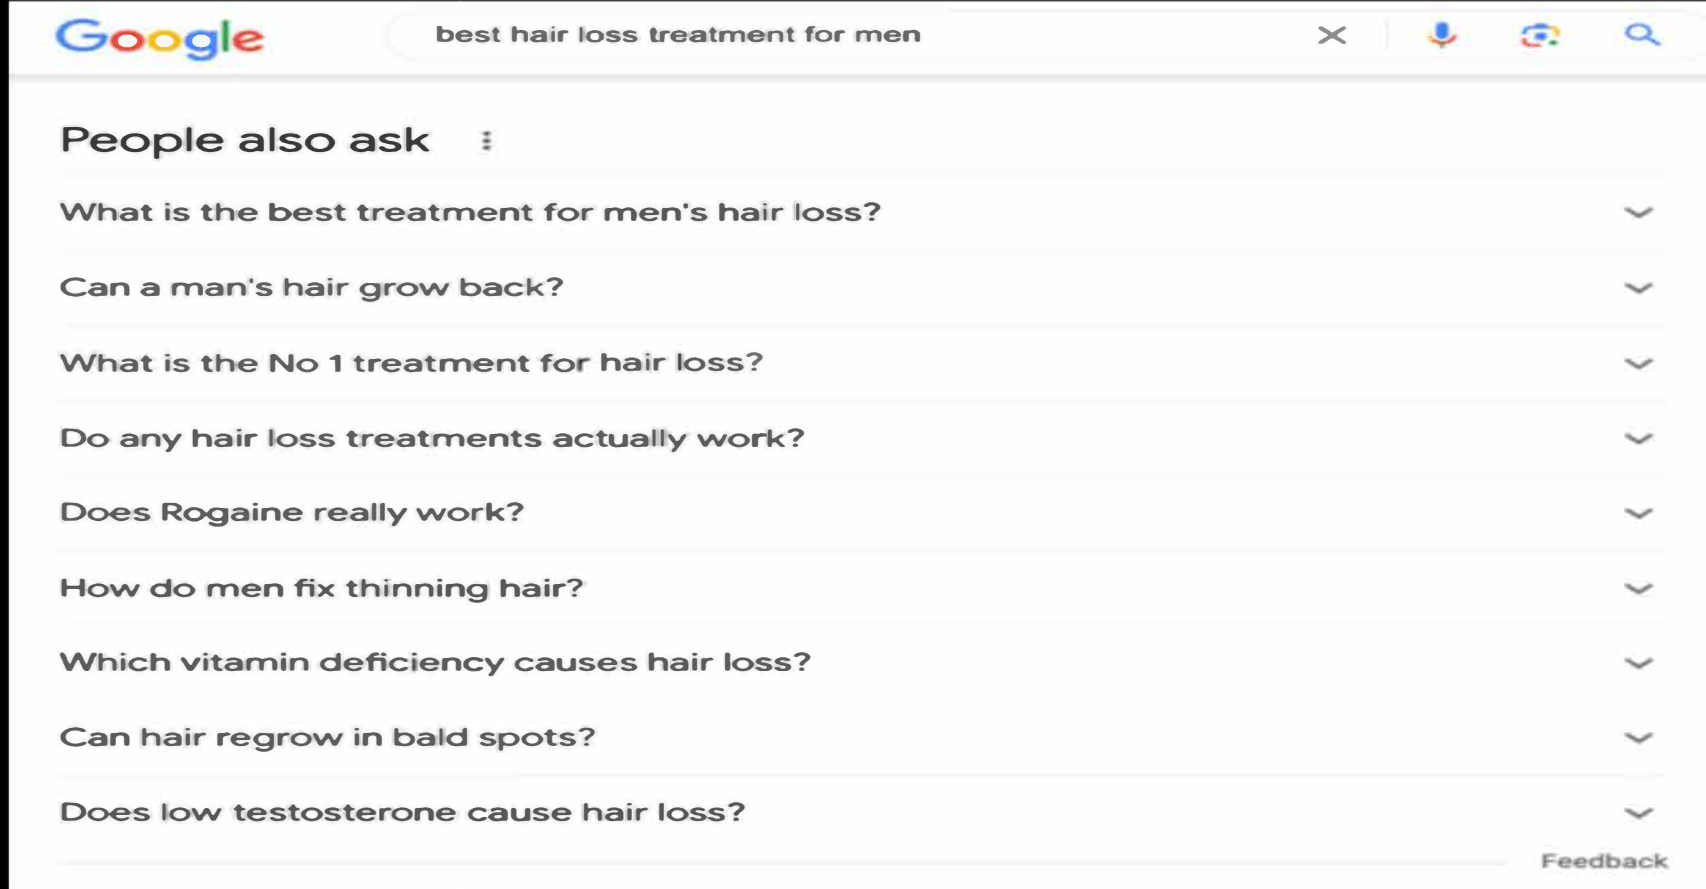 Google
best hair loss treatment for men
People also ask
What is the best treatment for men's hair loss?
Can a man's hair grow back?
What is the No 1 treatment for hair loss?
Do any hair loss treatments actually work?
Does Rogaine really work?
How do men fix thinning hair?
Which vitamin deficiency causes hair loss?
Can hair regrow in bald spots?
Does low testosterone cause hair loss?
Feedback